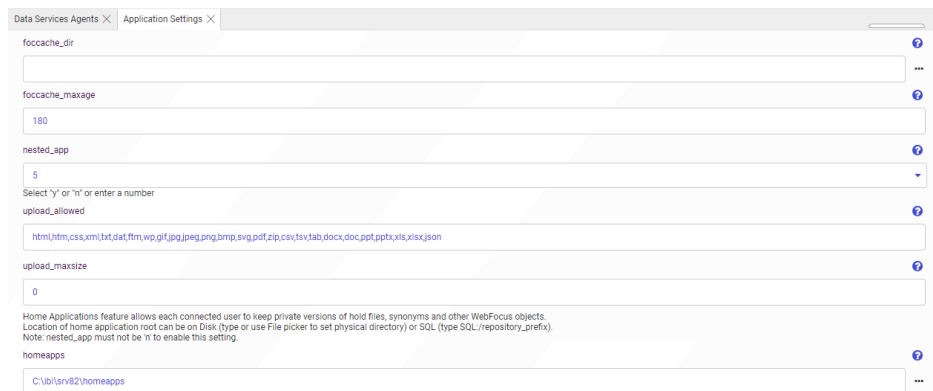 Data Services Agents Application Settings
foccache_dir
foccache_maxage
180
nested_app
5
Select "y" or "n" or enter a number
upload_allowed
html,htm,css,xml,txt,dat,ftm,wp,gif,jpg,jpeg,png,bmp,svg,pdf,zip,csv,tsv,tab,docx,doc,ppt,pptx,xls,xlsx,json
upload_maxsize
0
Home Applications feature allows each connected user to keep private versions of hold files, synonyms and other WebFocus objects.
Location of home application root can be on Disk (type or use File picker to set physical directory) or SQL (type SQL:/repository_prefix).
Note: nested_app must not be 'n' to enable this setting.
homeapps
C:\ibi\srv82\homeapps